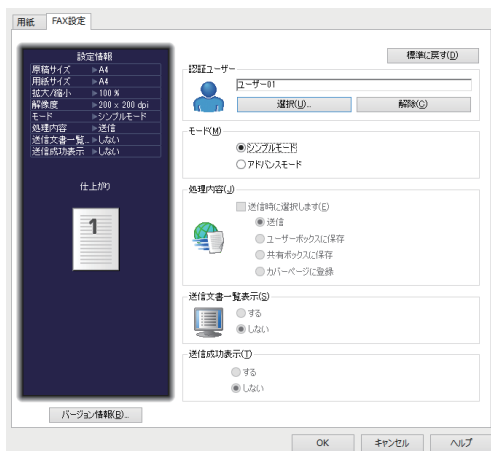 用紙 FAX設定
設定情報
原稿サイズ ▶A4
用紙サイズ ▶A4
拡大/縮小 ▶100 %
解像度 ▶200 x 200 dpi
モード ▶シンプルモード
処理内容 ▶送信
送信文書一覧... ▶しない
送信成功表示 ▶しない
仕上がり
1
バージョン情報(B)...
標準に戻す(D)
認証ユーザー
ユーザー01
選択(U)...
解除(C)
モード(M)
シンプルモード
アドバンスモード
処理内容(J)
送信時に選択します(E)
送信
ユーザーボックスに保存
共有ボックスに保存
カバーページに登録
送信文書一覧表示(S)
する
しない
送信成功表示(T)
する
しない
OK キャンセル ヘルプ